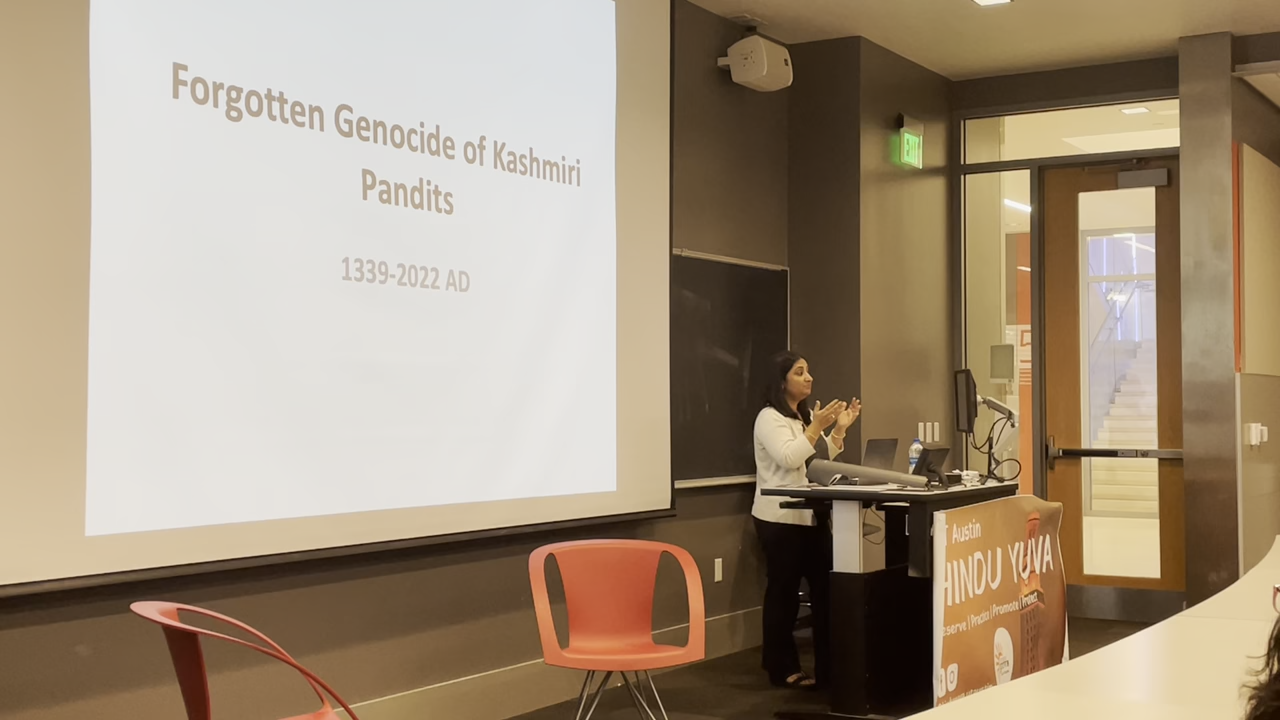 Forgotten Genocide of Kashmiri
Pandits
1339-2022 AD
EXIT
Austin
HINDU YUVA
Preserve | Practice | Promote | Protect